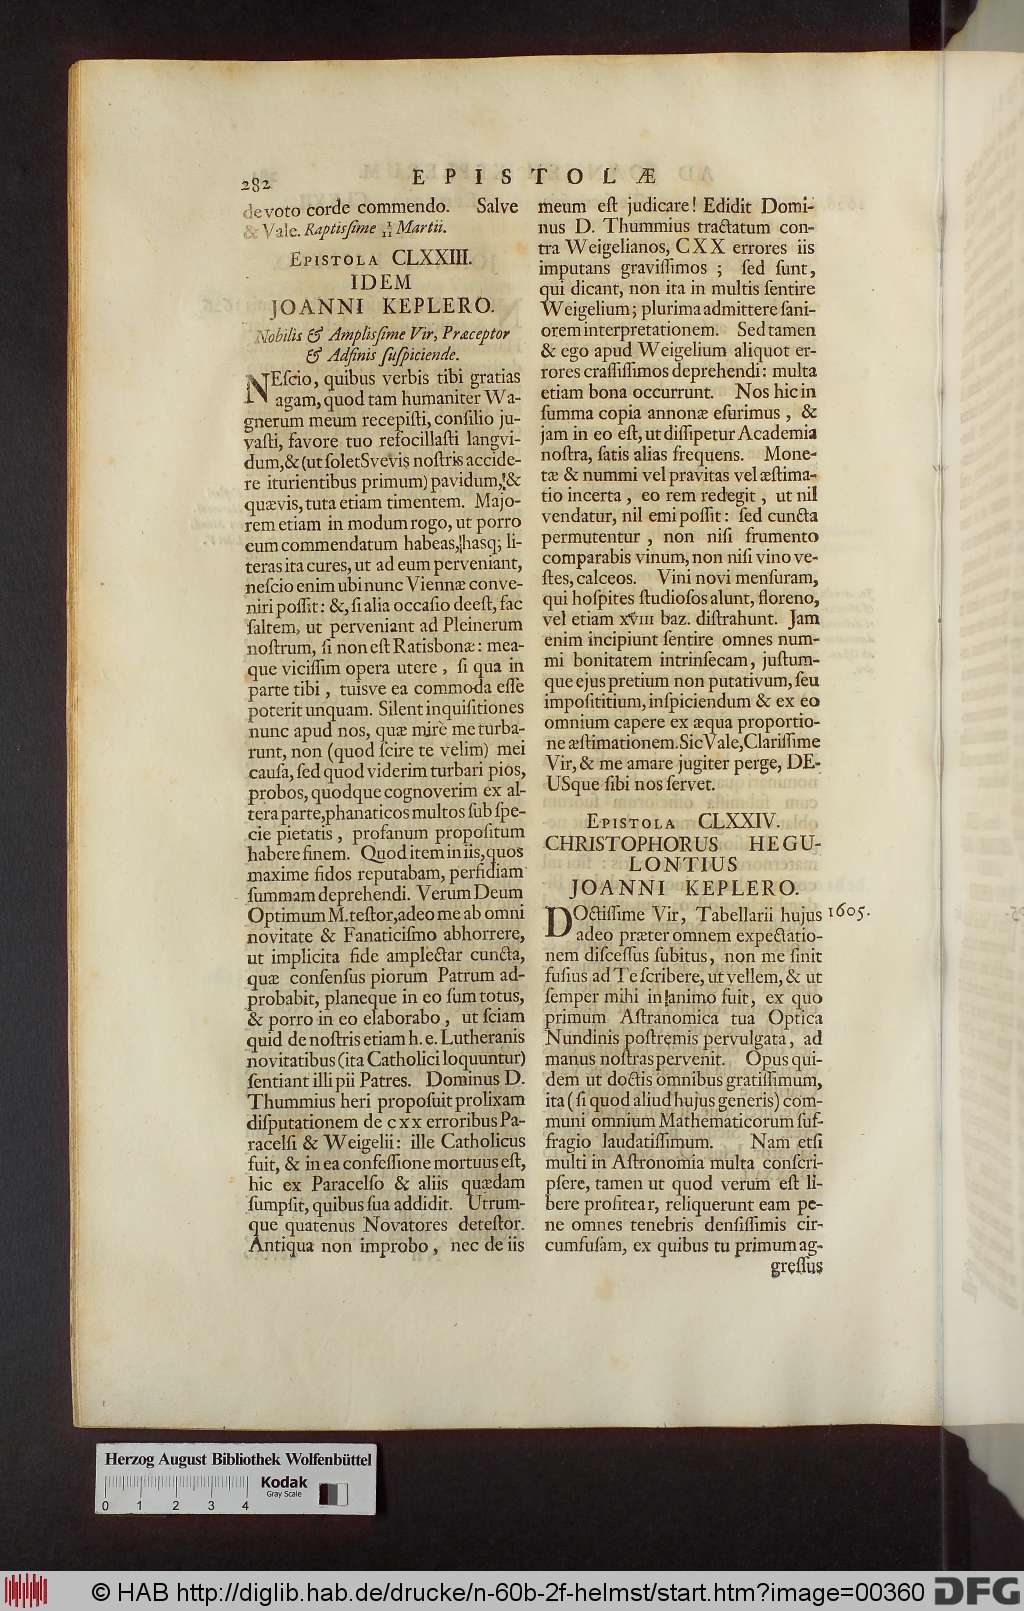 282
EPISTOLÆ
devoto corde commendo. Salve
& Vale. Raptissime 1/11 Martii.
EPISTOLA CLXXIII.
IDEM
JOANNI KEPLERO.
Nobilis & Amplissime Vir, Præceptor
& Adfinis suspiciende.
NEscio, quibus verbis tibi gratias
agam, quod tam humaniter Wa-
gnerum meum recepisti, consilio ju-
vasti, favore tuo refocillasti langvi-
dum, & (ut solet Svevis nostris accide-
re iturientibus primum) pavidum, &
quævis, tuta etiam timentem. Majo-
rem etiam in modum rogo, ut porro
eum commendatum habeas, hasq; li-
teras ita cures, ut ad eum perveniant,
nescio enim ubi nunc Viennæ conve-
niri possit: &, si alia occasio deest, fac
saltem, ut perveniant ad Pleinerum
nostrum, si non est Ratisbonæ: mea-
que vicissim opera utere, si qua in
parte tibi, tuisve ea commoda esse
poterit unquam. Silent inquisitiones
nunc apud nos, quæ mirè me turba-
runt, non (quod scire te velim) mei
causa, sed quod viderim turbari pios,
probos, quodque cognoverim ex al-
tera parte, phanaticos multos sub spe-
cie pietatis, profanum propositum
habere finem. Quod item in iis, quos
maxime fidos reputabam, perfidiam
summam deprehendi. Verum Deum
Optimum M. testor, adeo me ab omni
novitate & Fanaticismo abhorrere,
ut implicita fide amplectar cuncta,
quæ consensus piorum Patrum ad-
probabit, planeque in eo sum totus,
& porro in eo elaborabo, ut sciam
quid de nostris etiam h. e. Lutheranis
novitatibus (ita Catholici loquuntur)
sentiant illi pii Patres. Dominus D.
Thummius heri proposuit prolixam
disputationem de CXX erroribus Pa-
racelsi & Weigelii: ille Catholicus
fuit, & in ea confessione mortuus est,
hic ex Paracelso & aliis quædam
sumpsit, quibus sua addidit. Utrum-
que quatenus Novatores detestor.
Antiqua non improbo, nec de iis
meum est judicare! Edidit Domi-
nus D. Thummius tractatum con-
tra Weigelianos, CXX errores iis
imputans gravissimos; sed sunt,
qui dicant, non ita in multis sentire
Weigelium; plurima admittere sani-
orem interpretationem. Sed tamen
& ego apud Weigelium aliquot er-
rores crassissimos deprehendi: multa
etiam bona occurrunt. Nos hic in
summa copia annonæ esurimus, &
jam in eo est, ut dissipetur Academia
nostra, satis alias frequens. Mone-
tæ & nummi vel pravitas vel æstima-
tio incerta, eo rem redegit, ut nil
vendatur, nil emi possit: sed cuncta
permutentur, non nisi frumento
comparabis vinum, non nisi vino ve-
stes, calceos. Vini novi mensuram,
qui hospites studiosos alunt, floreno,
vel etiam XVIII baz. distrahunt. Jam
enim incipiunt sentire omnes num-
mi bonitatem intrinsecam, justum-
que ejus pretium non putativum, seu
imposititium, inspiciendum & ex eo
omnium capere ex æqua proportio-
ne æstimationem. Sic Vale, Clarissime
Vir, & me amare jugiter perge, DE-
USque sibi nos servet.
EPISTOLA CLXXIV.
CHRISTOPHORUS HEGU-
LONTIUS
JOANNI KEPLERO.
DOctissime Vir, Tabellarii hujus 1605.
adeo præter omnem expectatio-
nem discessus subitus, non me sinit
fusius ad Te scribere, ut vellem, & ut
semper mihi in animo fuit, ex quo
primum Astranomica tua Optica
Nundinis postremis pervulgata, ad
manus nostras pervenit. Opus qui-
dem ut doctis omnibus gratissimum,
ita (si quod aliud hujus generis) com-
muni omnium Mathematicorum suf-
fragio laudatissimum. Nam etsi
multi in Astronomia multa conscri-
psere, tamen ut quod verum est li-
bere profitear, reliquerunt eam pe-
ne omnes tenebris densissimis cir-
cumfusam, ex quibus tu primum ag-
gressus
Herzog August Bibliothek Wolfenbüttel
Kodak
Gray Scale
0 1 2 3 4
© HAB http://diglib.hab.de/drucke/n-60b-2f-helmst/start.htm?image=00360
DFG